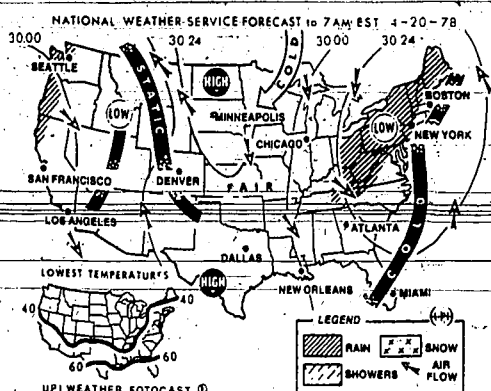 NATIONAL WEATHER SERVICE FORECAST to 7AM EST 4-20-78
30.00
30.24
30.00
30.24
SEATTLE
STATIC
HIGH
COLD
LOW
MINNEAPOLIS
BOSTON
LOW
NEW YORK
CHICAGO
SAN FRANCISCO
DENVER
FAIR
LOS ANGELES
ATLANTA
COLD
DALLAS
HIGH
NEW ORLEANS
MIAMI
LOWEST TEMPERATURES
40
40
60
60
UPI WEATHER FOTOCAST
LEGEND
RAIN
SNOW
SHOWERS
AIR FLOW